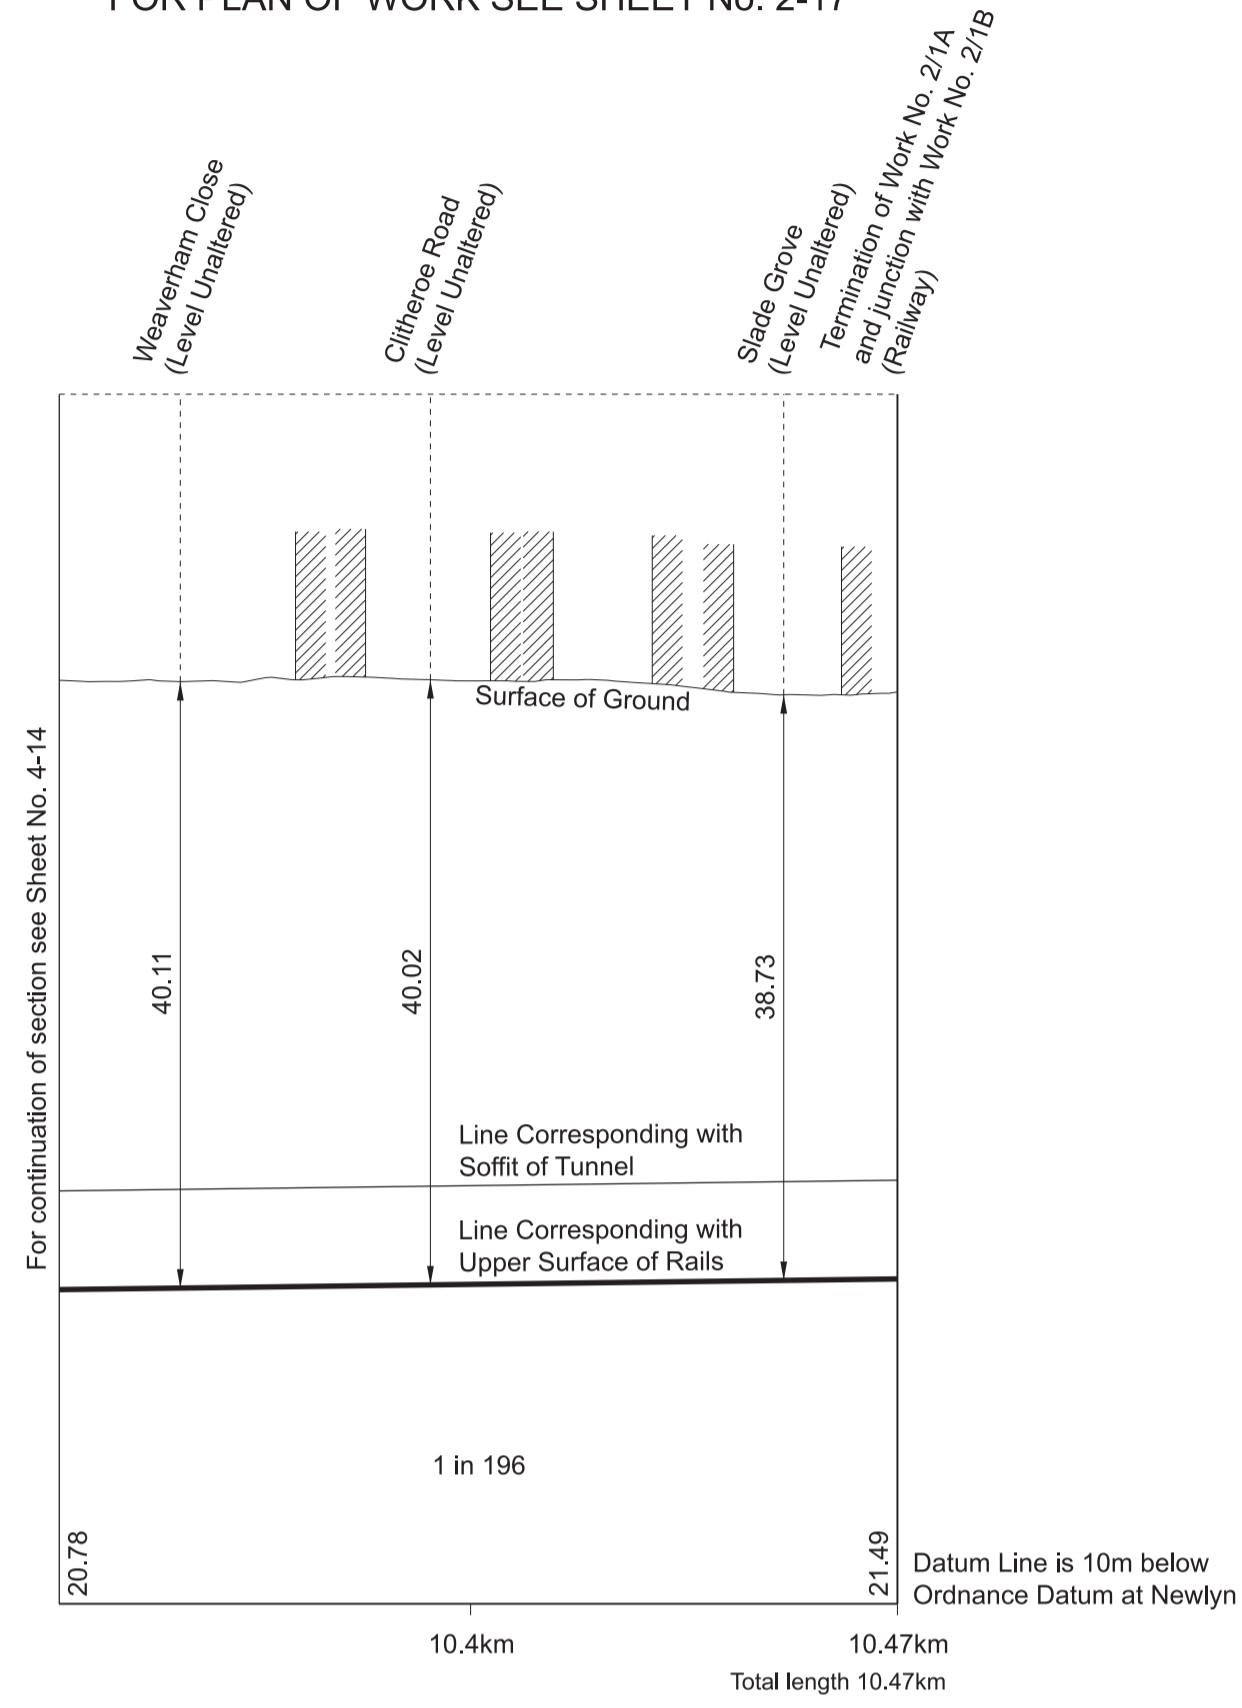 FOR PLAN OF WORK SEE SHEET No. 2-17
Weaverham Close
(Level Unaltered)
Clitheroe Road
(Level Unaltered)
Slade Grove
(Level Unaltered)
Termination of Work No. 2/1A
and junction with Work No. 2/1B
(Railway)
Surface of Ground
For continuation of section see Sheet No. 4-14
40.11
40.02
38.73
Line Corresponding with
Soffit of Tunnel
Line Corresponding with
Upper Surface of Rails
1 in 196
20.78
21.49
Datum Line is 10m below
Ordnance Datum at Newlyn
10.4km
10.47km
Total length 10.47km